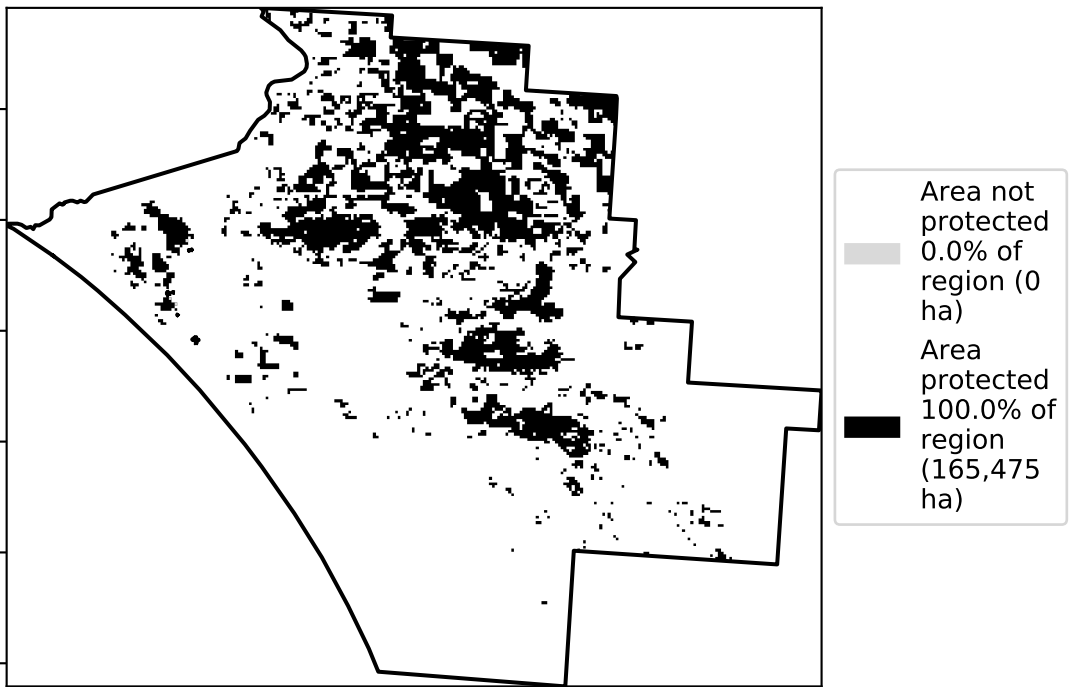 Area not
protected
0.0% of
region (0
ha)
Area
protected
100.0% of
region
(165,475
ha)